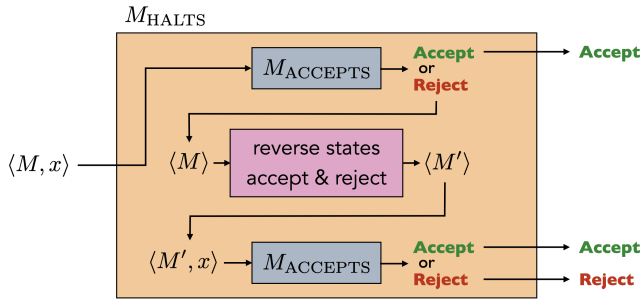 M_HALTS
M_ACCEPTS
Accept
or
Reject
Accept
⟨M, x⟩
⟨M⟩
reverse states
accept & reject
⟨M′⟩
⟨M′, x⟩
M_ACCEPTS
Accept
or
Reject
Accept
Reject